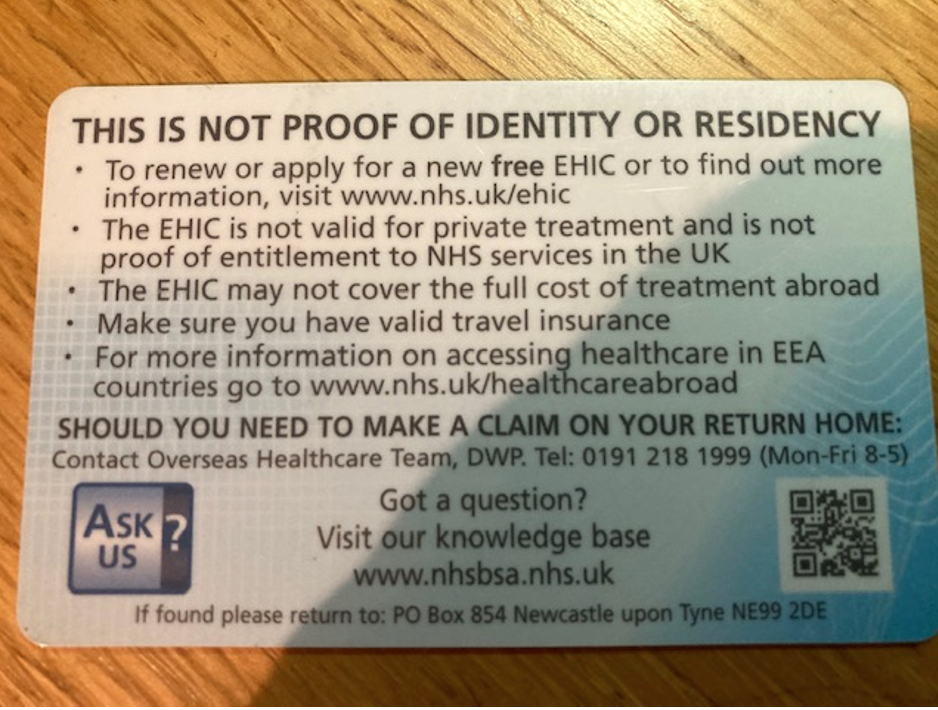 THIS IS NOT PROOF OF IDENTITY OR RESIDENCY
• To renew or apply for a new free EHIC or to find out more
information, visit www.nhs.uk/ehic
• The EHIC is not valid for private treatment and is not
proof of entitlement to NHS services in the UK
• The EHIC may not cover the full cost of treatment abroad
• Make sure you have valid travel insurance
• For more information on accessing healthcare in EEA
countries go to www.nhs.uk/healthcareabroad
SHOULD YOU NEED TO MAKE A CLAIM ON YOUR RETURN HOME:
Contact Overseas Healthcare Team, DWP. Tel: 0191 218 1999 (Mon-Fri 8-5)
ASK US ?
Got a question?
Visit our knowledge base
www.nhsbsa.nhs.uk
If found please return to: PO Box 854 Newcastle upon Tyne NE99 2DE